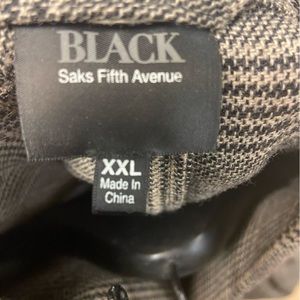 BLACK
Saks Fifth Avenue
XXL
Made In
China